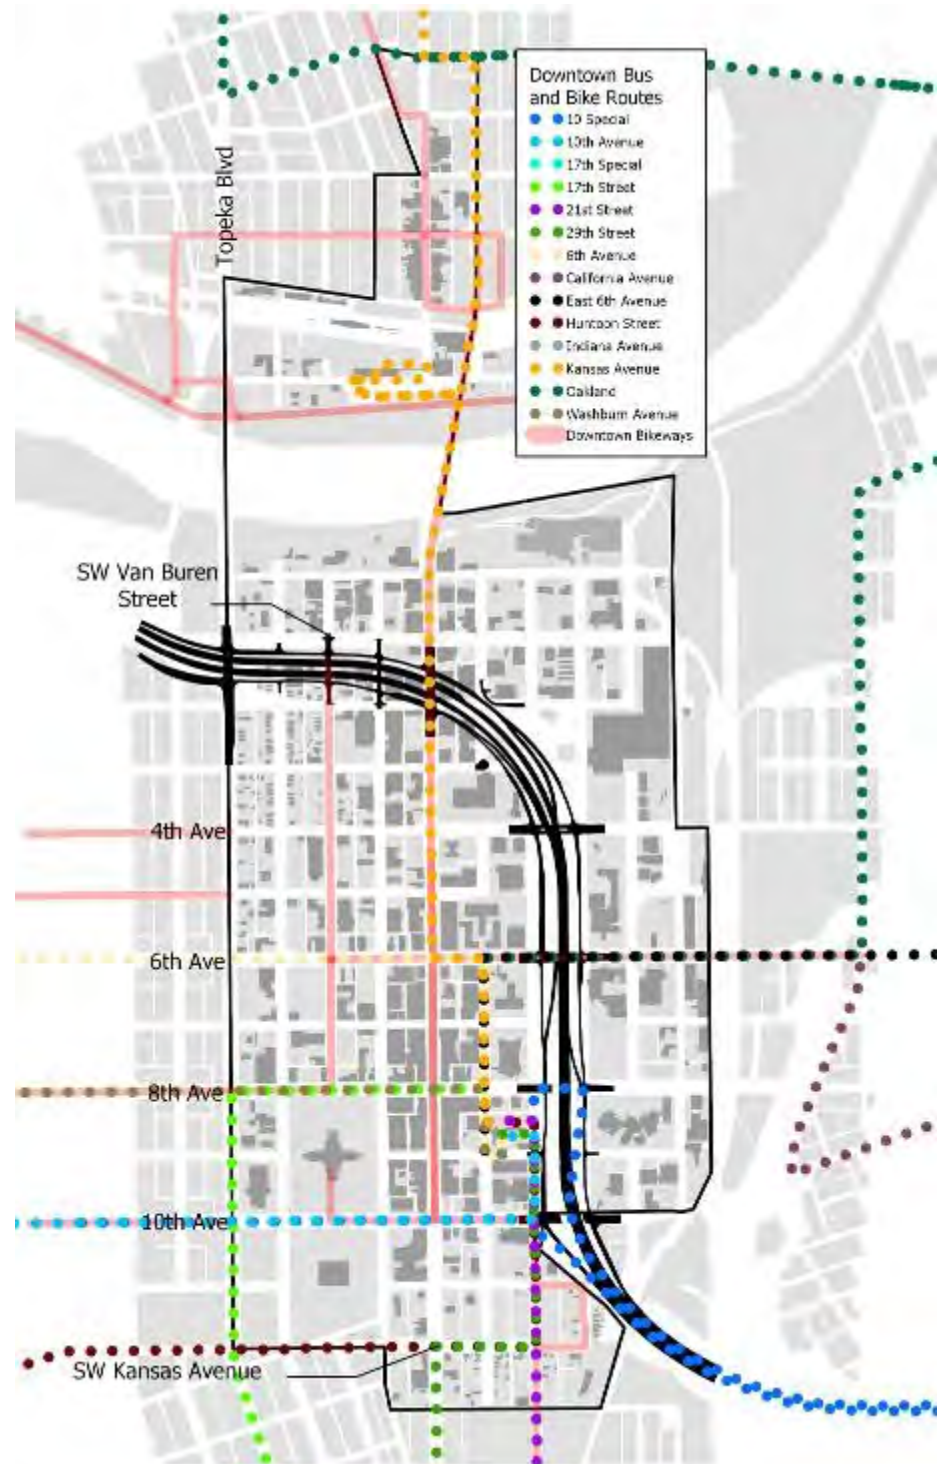 Downtown Bus
and Bike Routes
10 Special
10th Avenue
17th Special
17th Street
21st Street
29th Street
6th Avenue
California Avenue
East 6th Avenue
Huntoon Street
Indiana Avenue
Kansas Avenue
Oakland
Washburn Avenue
Downtown Bikeways
Topeka Blvd
SW Van Buren
Street
4th Ave
6th Ave
8th Ave
10th Ave
SW Kansas Avenue